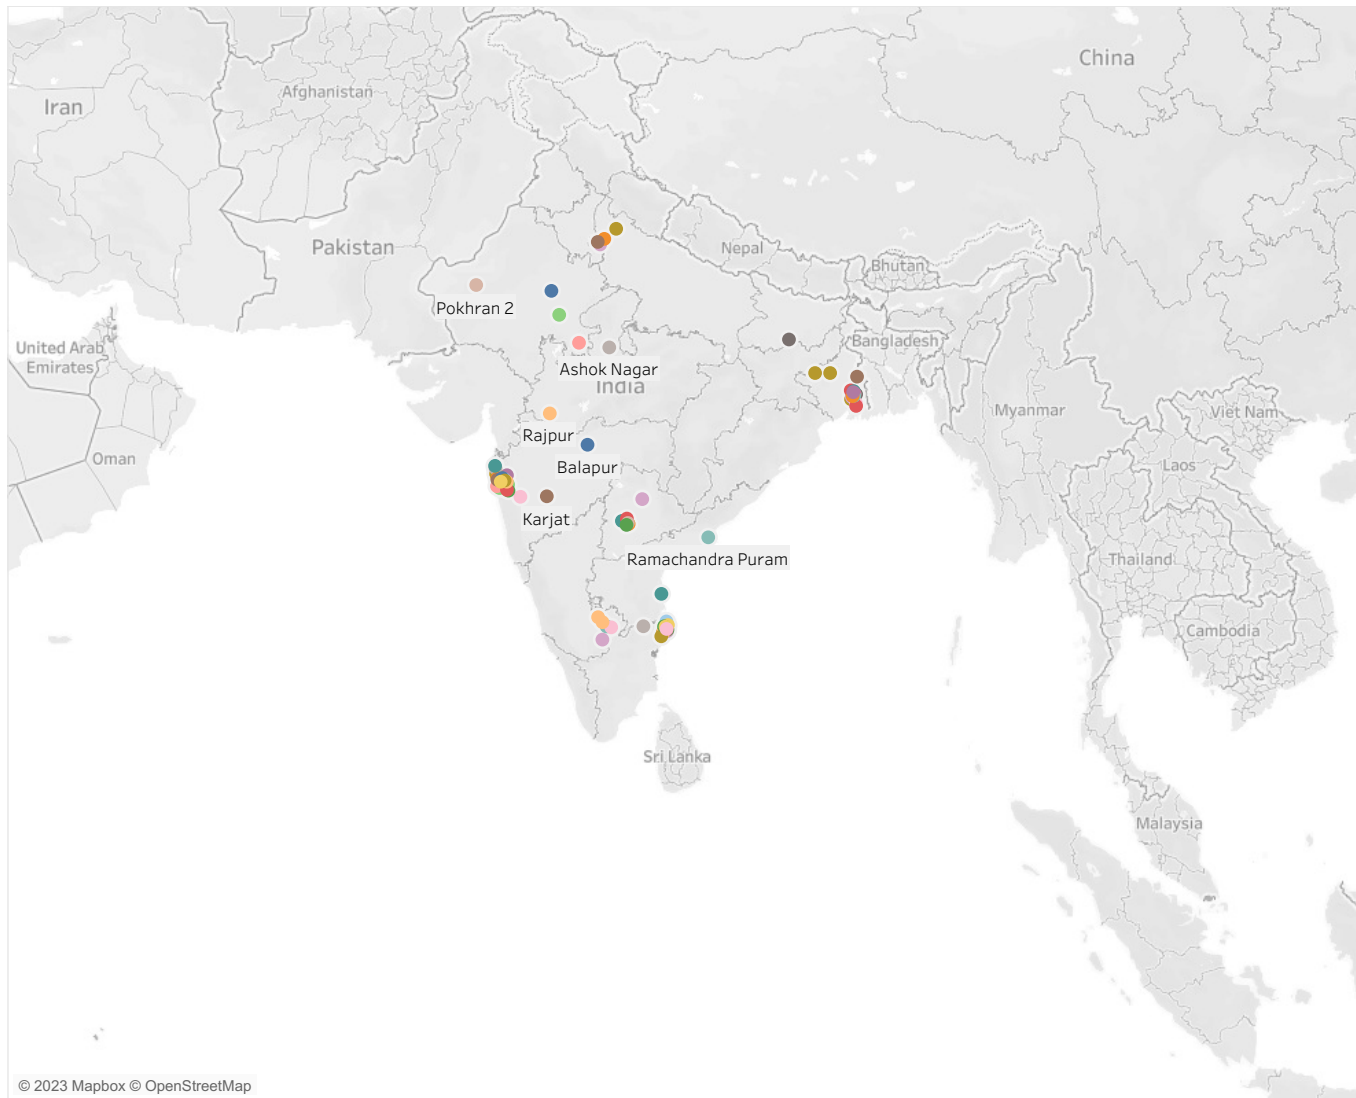 China
Afghanistan
Iran
Pakistan
Nepal
Bhutan
Pokhran 2
United Arab
Emirates
Bangladesh
Ashok Nagar
India
Myanmar
Viet Nam
Rajpur
Oman
Balapur
Laos
Karjat
Ramachandra Puram
Thailand
Cambodia
Sri Lanka
Malaysia
© 2023 Mapbox © OpenStreetMap